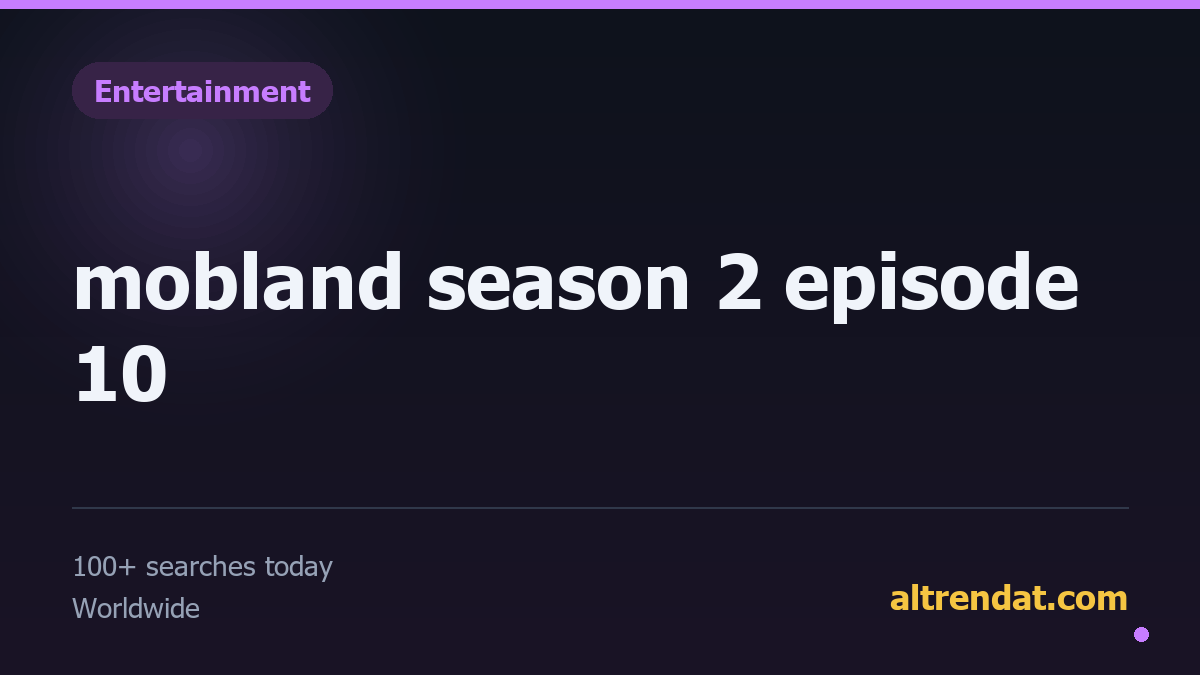 Entertainment
mobland season 2 episode
10
100+ searches today
Worldwide
altrendat.com